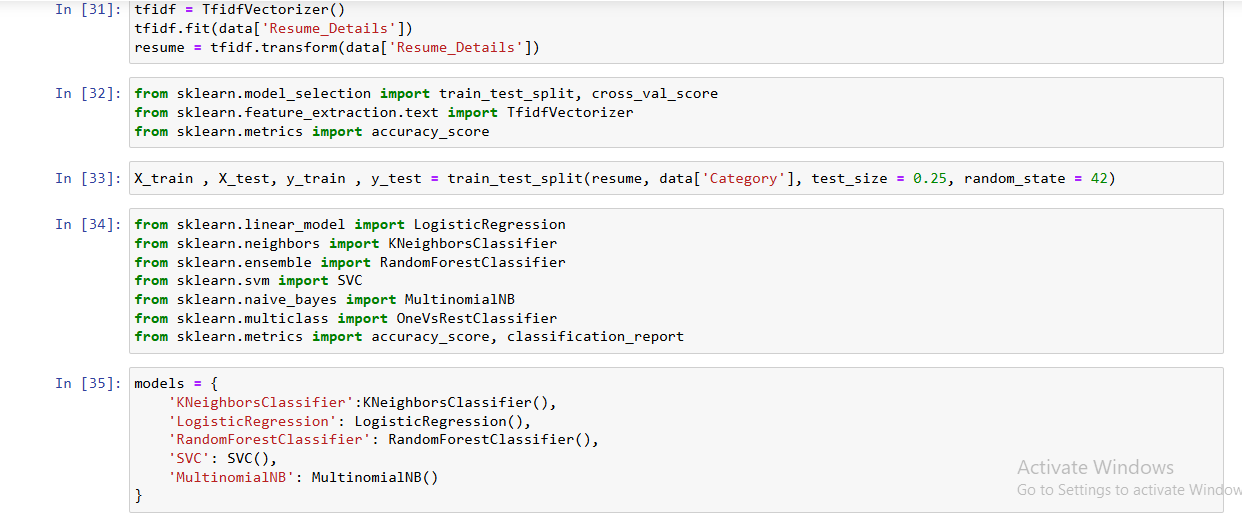 In [31]: tfidf = TfidfVectorizer()
tfidf.fit(data['Resume_Details'])
resume = tfidf.transform(data['Resume_Details'])
In [32]: from sklearn.model_selection import train_test_split, cross_val_score
from sklearn.feature_extraction.text import TfidfVectorizer
from sklearn.metrics import accuracy_score
In [33]: X_train , X_test, y_train , y_test = train_test_split(resume, data['Category'], test_size = 0.25, random_state = 42)
In [34]: from sklearn.linear_model import LogisticRegression
from sklearn.neighbors import KNeighborsClassifier
from sklearn.ensemble import RandomForestClassifier
from sklearn.svm import SVC
from sklearn.naive_bayes import MultinomialNB
from sklearn.multiclass import OneVsRestClassifier
from sklearn.metrics import accuracy_score, classification_report
In [35]: models = {
    'KNeighborsClassifier':KNeighborsClassifier(),
    'LogisticRegression': LogisticRegression(),
    'RandomForestClassifier': RandomForestClassifier(),
    'SVC': SVC(),
    'MultinomialNB': MultinomialNB()
}
Activate Windows
Go to Settings to activate Window